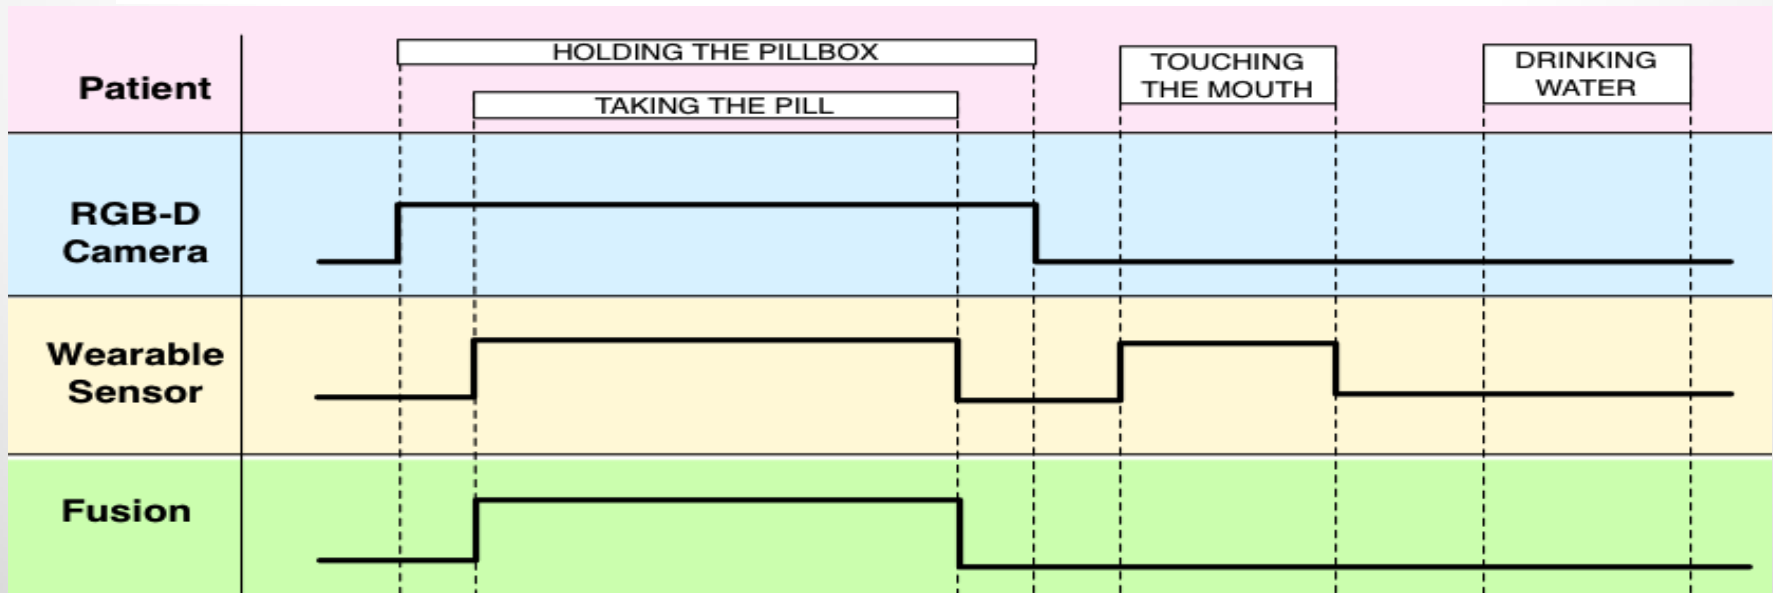 Patient
HOLDING THE PILLBOX
TAKING THE PILL
TOUCHING
THE MOUTH
DRINKING
WATER
RGB-D
Camera
Wearable
Sensor
Fusion